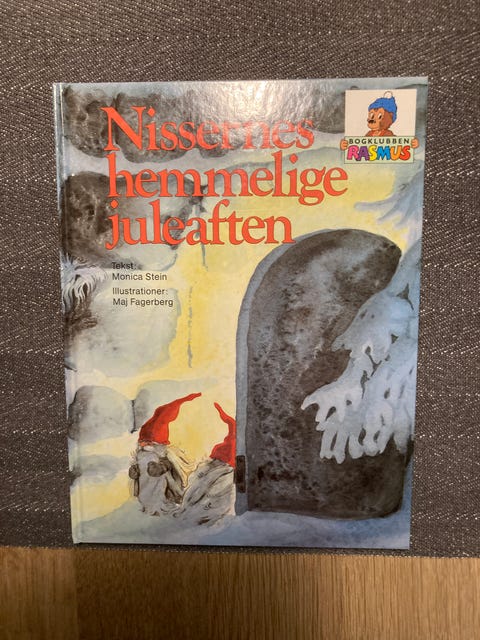 Nissernes
hemmelige
juleaften
Tekst:
Monica Stein
Illustrationer:
Maj Fagerberg
BOGKLUBBEN
RASMUS